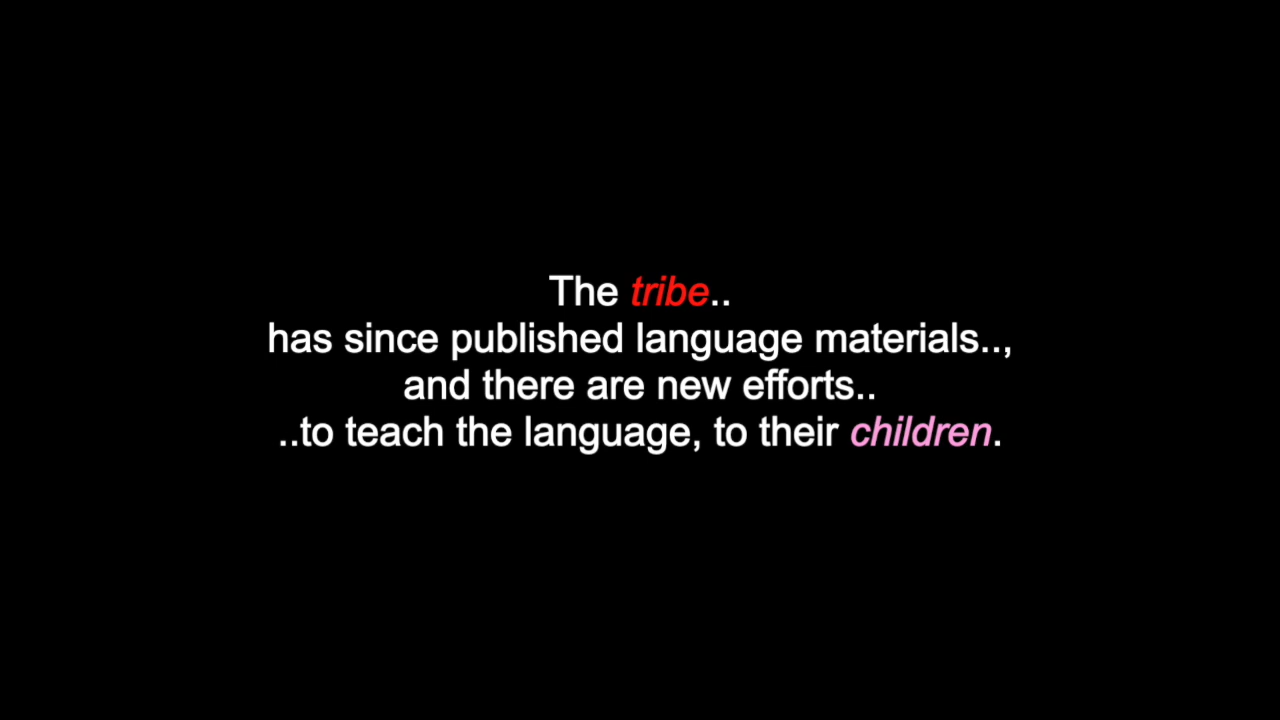 The tribe..
has since published language materials..,
and there are new efforts..
..to teach the language, to their children.